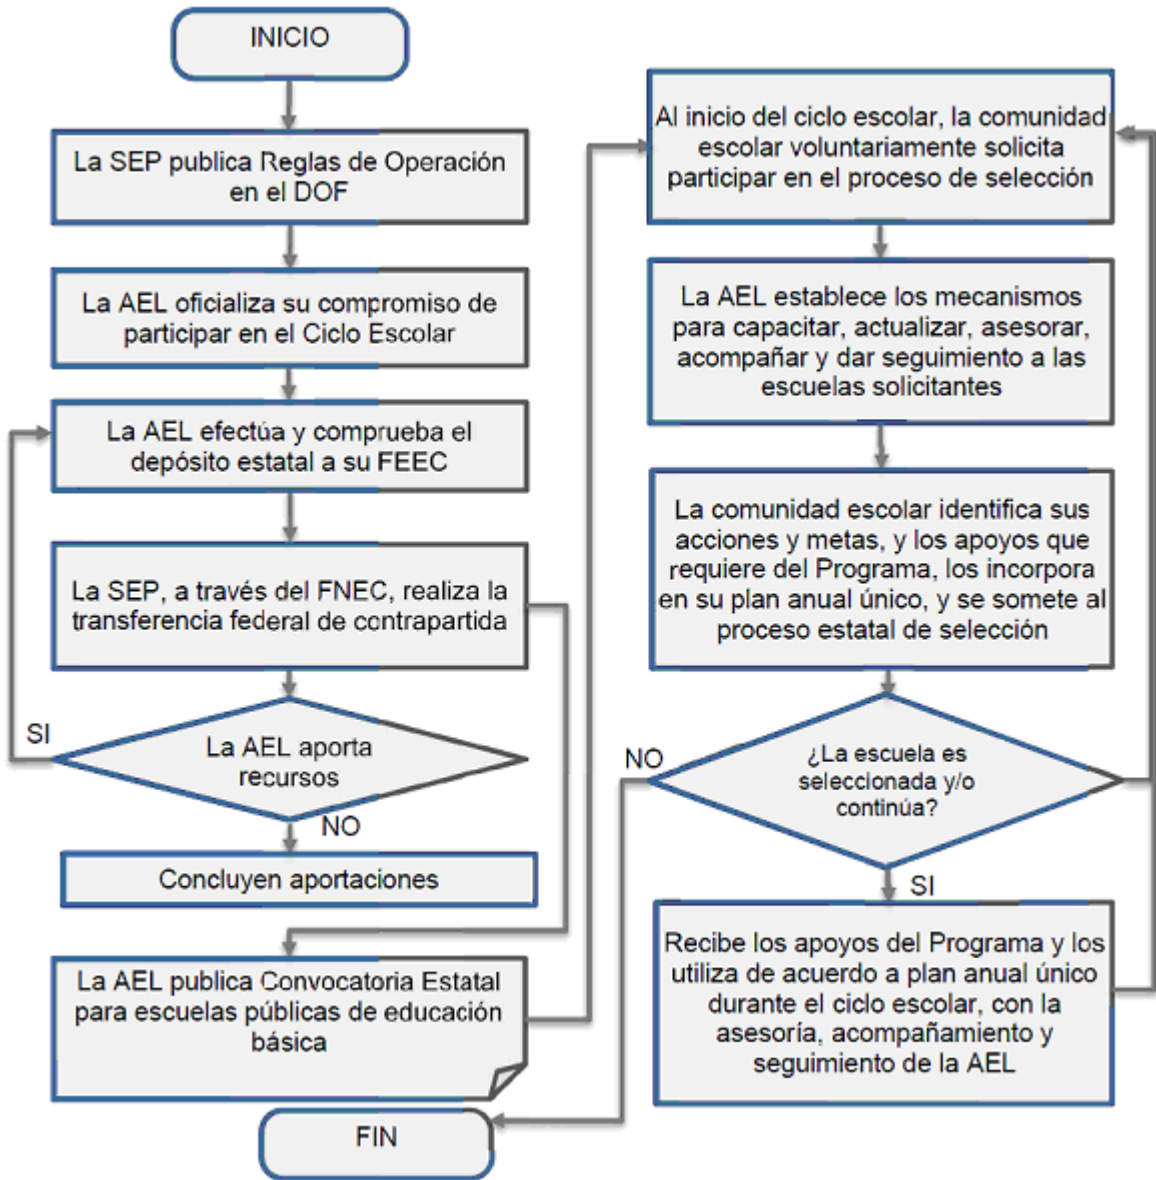 INICIO
La SEP publica Reglas de Operación
en el DOF
La AEL oficializa su compromiso de
participar en el Ciclo Escolar
La AEL efectúa y comprueba el
depósito estatal a su FEEC
La SEP, a través del FNEC, realiza la
transferencia federal de contrapartida
SI
La AEL aporta
recursos
NO
Concluyen aportaciones
La AEL publica Convocatoria Estatal
para escuelas públicas de educación
básica
Al inicio del ciclo escolar, la comunidad
escolar voluntariamente solicita
participar en el proceso de selección
La AEL establece los mecanismos
para capacitar, actualizar, asesorar,
acompañar y dar seguimiento a las
escuelas solicitantes
La comunidad escolar identifica sus
acciones y metas, y los apoyos que
requiere del Programa, los incorpora
en su plan anual único, y se somete al
proceso estatal de selección
NO
¿La escuela es
seleccionada y/o
continúa?
SI
Recibe los apoyos del Programa y los
utiliza de acuerdo a plan anual único
durante el ciclo escolar, con la
asesoría, acompañamiento y
seguimiento de la AEL
FIN